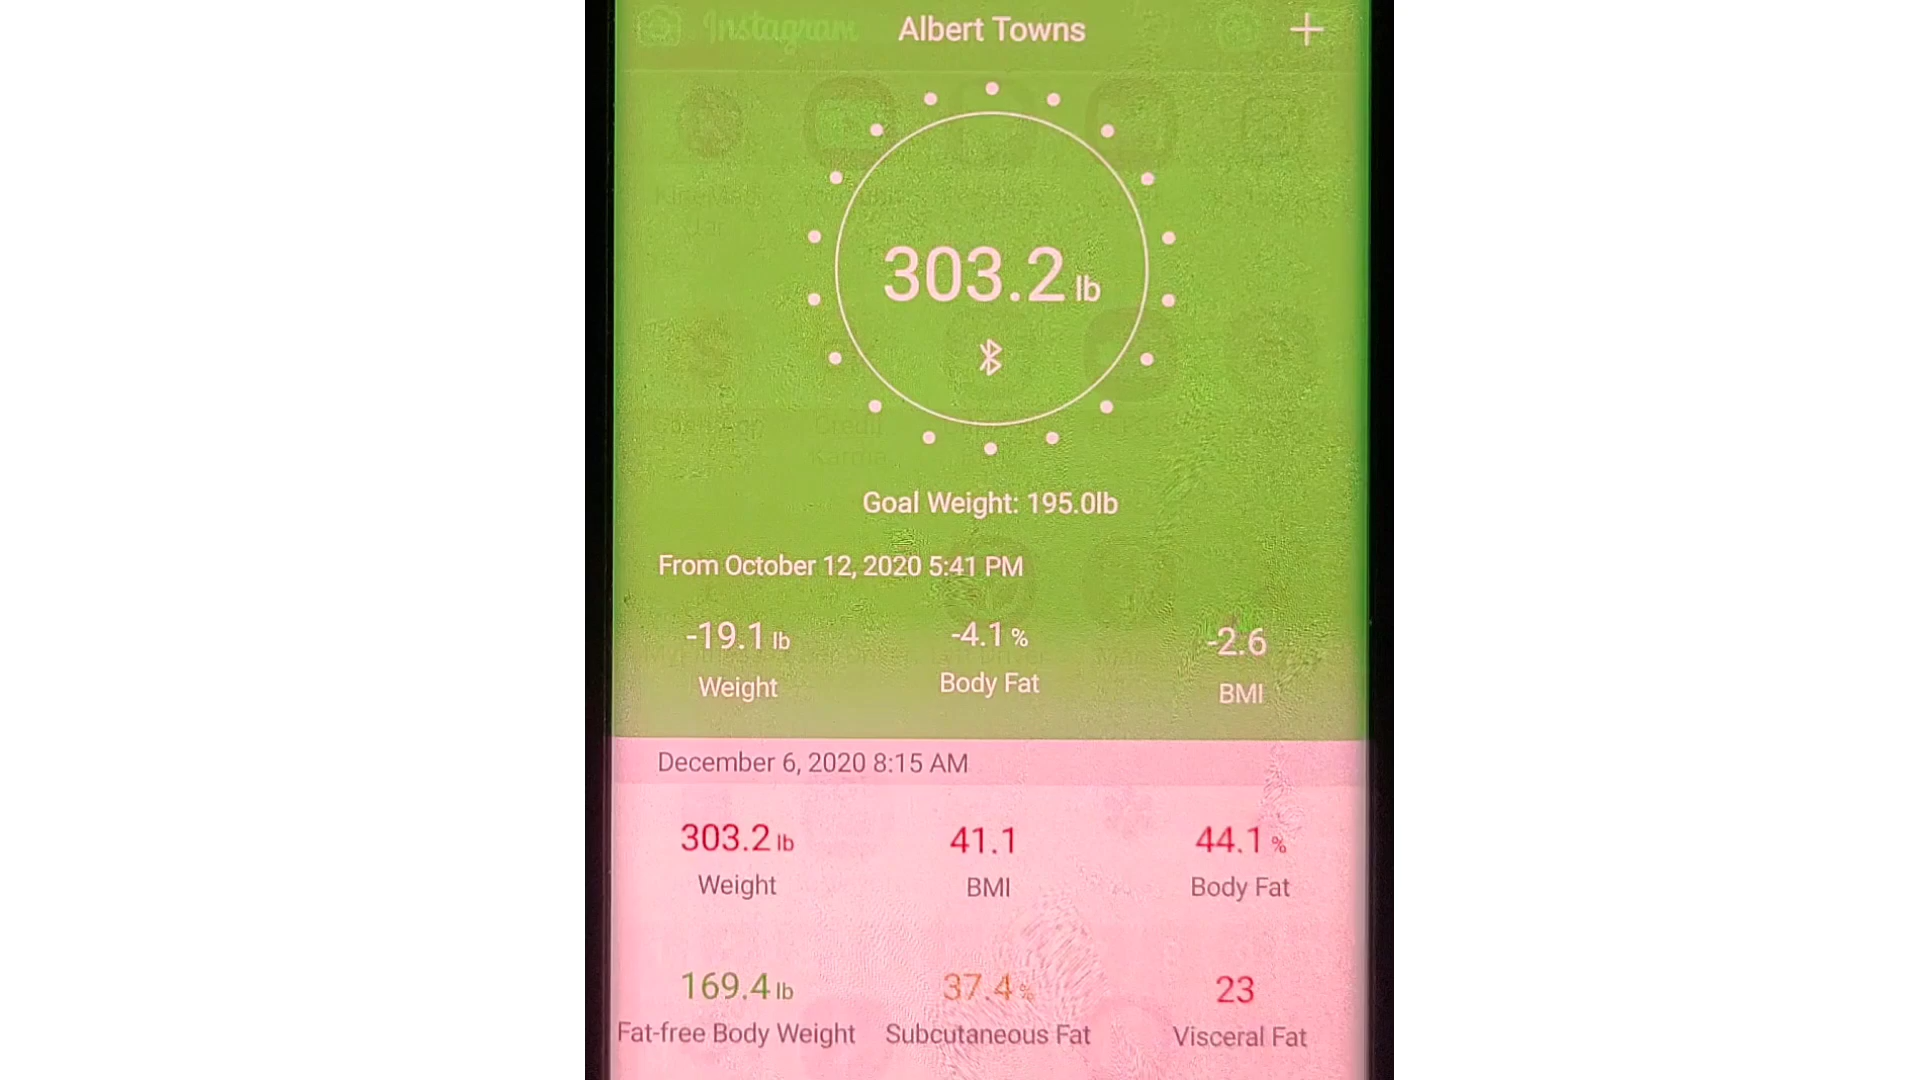 Instagram
Albert Towns
303.2 lb
Goal Weight: 195.0lb
From October 12, 2020 5:41 PM
-19.1 lb -4.1 % -2.6
Weight Body Fat BMI
December 6, 2020 8:15 AM
303.2 lb 41.1 44.1 %
Weight BMI Body Fat
169.4 lb 37.4 % 23
Fat-free Body Weight Subcutaneous Fat Visceral Fat